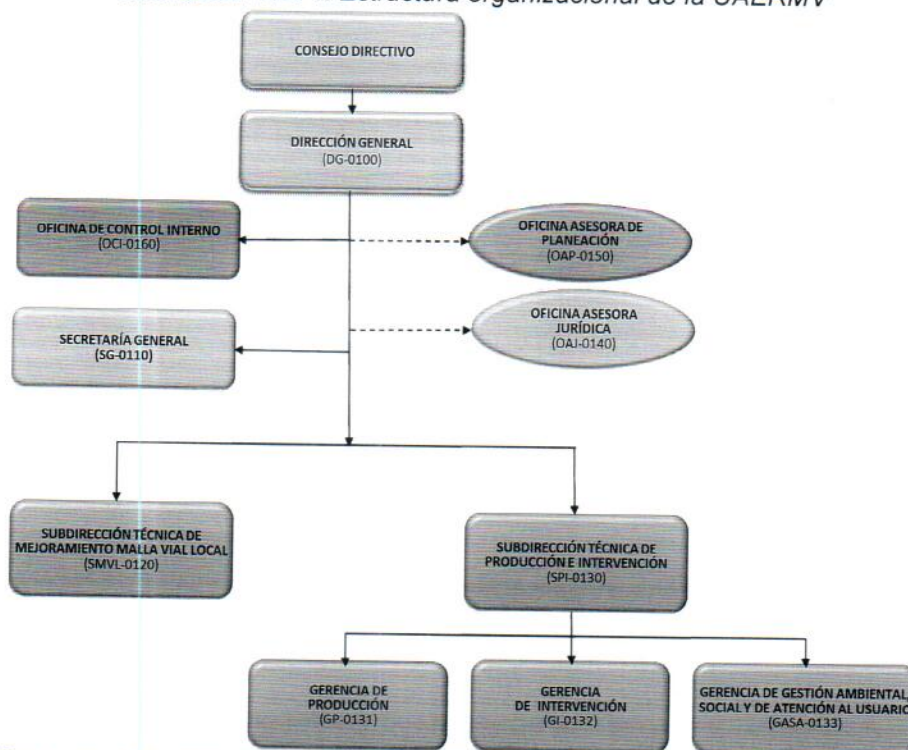 Estructura organizacional de la UAERMV
CONSEJO DIRECTIVO
DIRECCIÓN GENERAL
(DG-0100)
OFICINA DE CONTROL INTERNO
(OCI-0160)
OFICINA ASESORA DE
PLANEACIÓN
(OAP-0150)
OFICINA ASESORA
JURÍDICA
(OAJ-0140)
SECRETARÍA GENERAL
(SG-0110)
SUBDIRECCIÓN TÉCNICA DE
MEJORAMIENTO MALLA VIAL LOCAL
(SMVL-0120)
SUBDIRECCIÓN TÉCNICA DE
PRODUCCIÓN E INTERVENCIÓN
(SPI-0130)
GERENCIA DE
PRODUCCIÓN
(GP-0131)
GERENCIA
DE INTERVENCIÓN
(GI-0132)
GERENCIA DE GESTIÓN AMBIENTAL,
SOCIAL Y DE ATENCIÓN AL USUARIO
(GASA-0133)